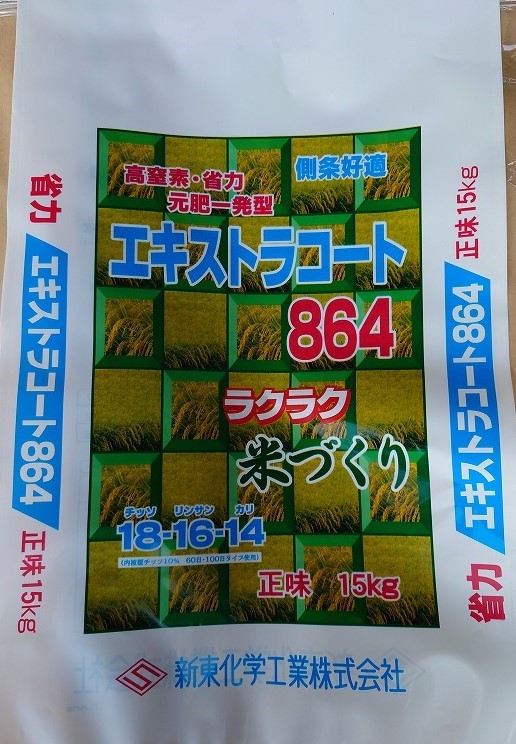 高窒素・省力
元肥一発型
側条好適
エキストラコート
864
ラクラク
米づくり
チッソ リンサン カリ
18-16-14
(内被覆チッソ10% 60日・100日タイプ使用)
正味 15kg
新東化学工業株式会社
省力
エキストラコート864
正味15kg
正味15kg
エキストラコート864
省力